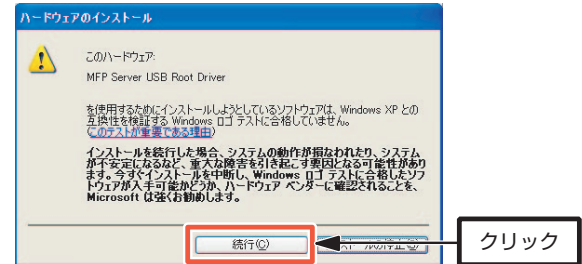 ハードウェアのインストール
このハードウェア:
MFP Server USB Root Driver
を使用するためにインストールしようとしているソフトウェアは、Windows XP との
互換性を検証する Windows ロゴ テストに合格していません。
(このテストが重要である理由)
インストールを続行した場合、システムの動作が損なわれたり、システム
が不安定になるなど、重大な障害を引き起こす要因となる可能性があり
ます。今すぐインストールを中断し、Windows ロゴ テストに合格したソフ
トウェアが入手可能かどうか、ハードウェア ベンダーに確認されることを、
Microsoft は強くお勧めします。
続行(C)
クリック